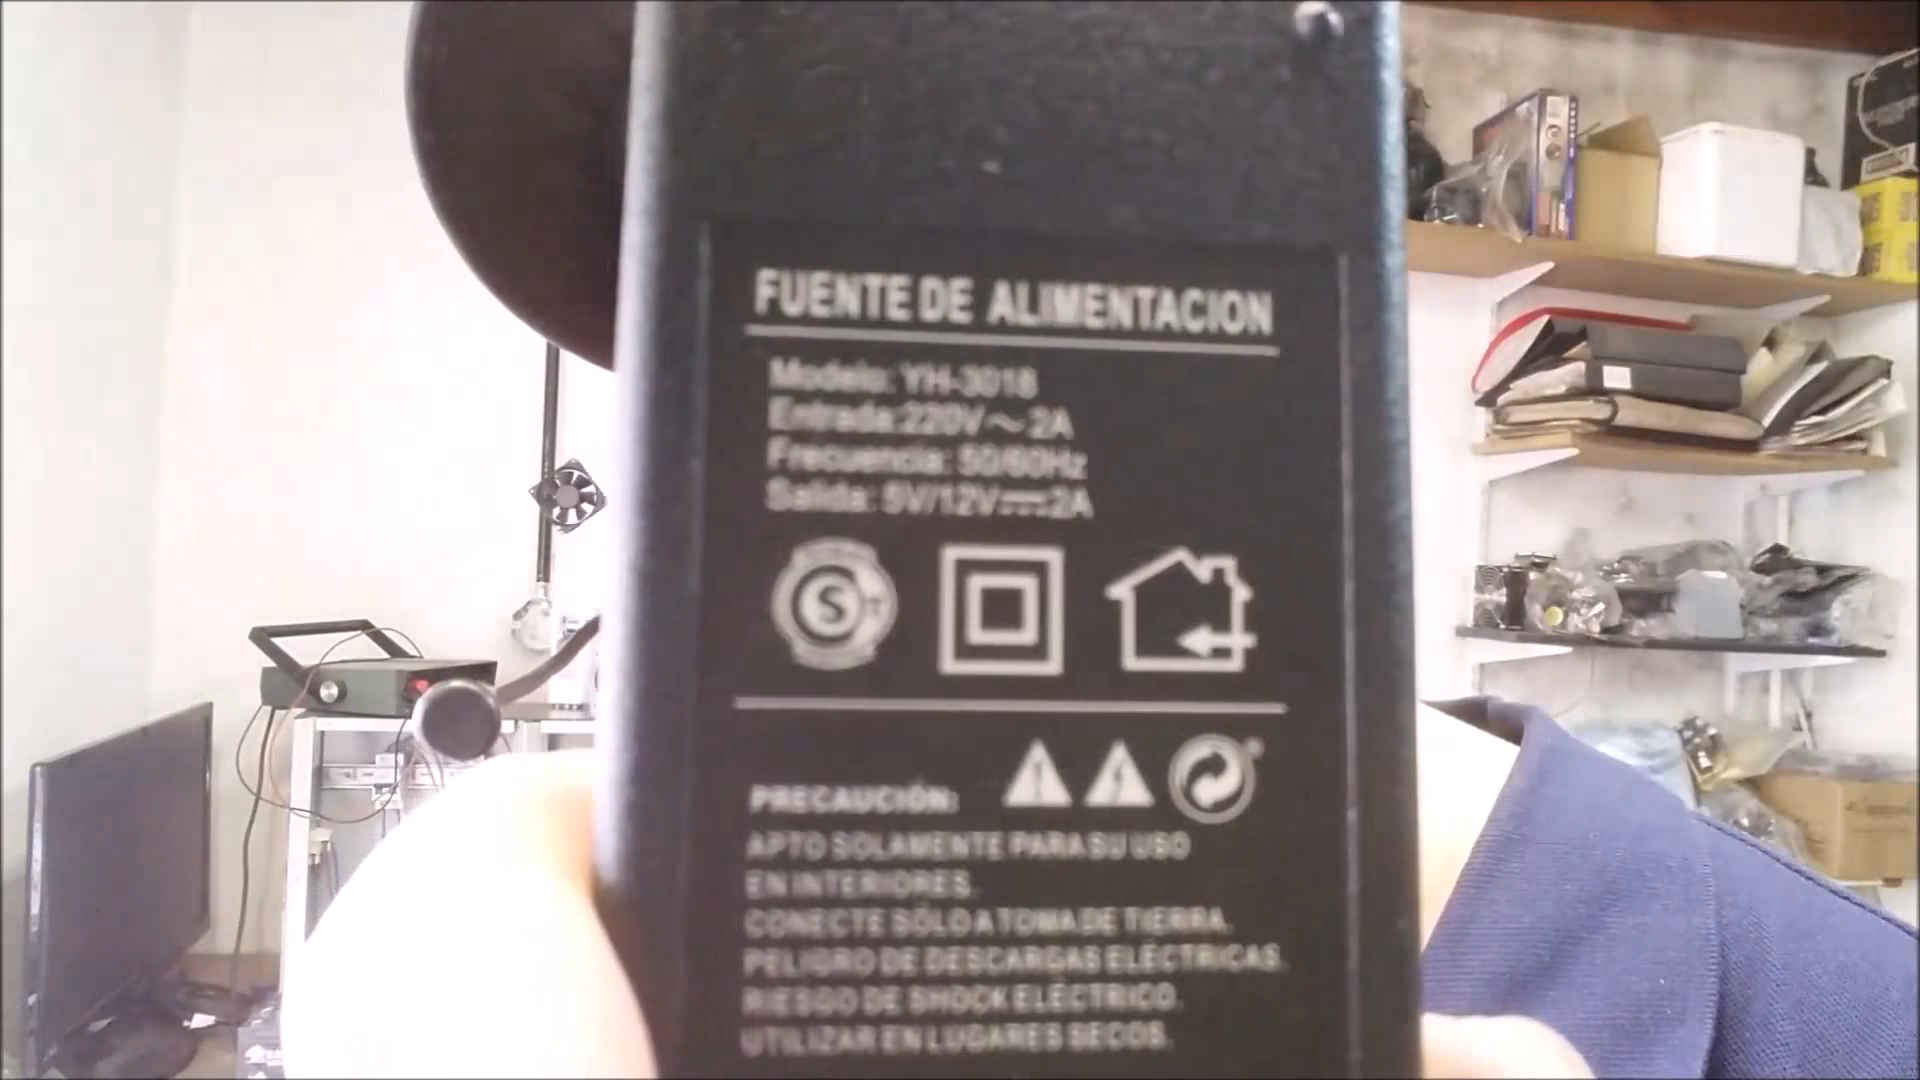 FUENTE DE ALIMENTACION
Modelo: YH-3018
Entrada:220V～2A
Frecuencia: 50/60Hz
Salida: 5V/12V⎓2A
S
PRECAUCIÓN:
APTO SOLAMENTE PARA SU USO
EN INTERIORES.
CONECTE SÓLO A TOMA DE TIERRA.
PELIGRO DE DESCARGAS ELÉCTRICAS.
RIESGO DE SHOCK ELÉCTRICO.
UTILIZAR EN LUGARES SECOS.